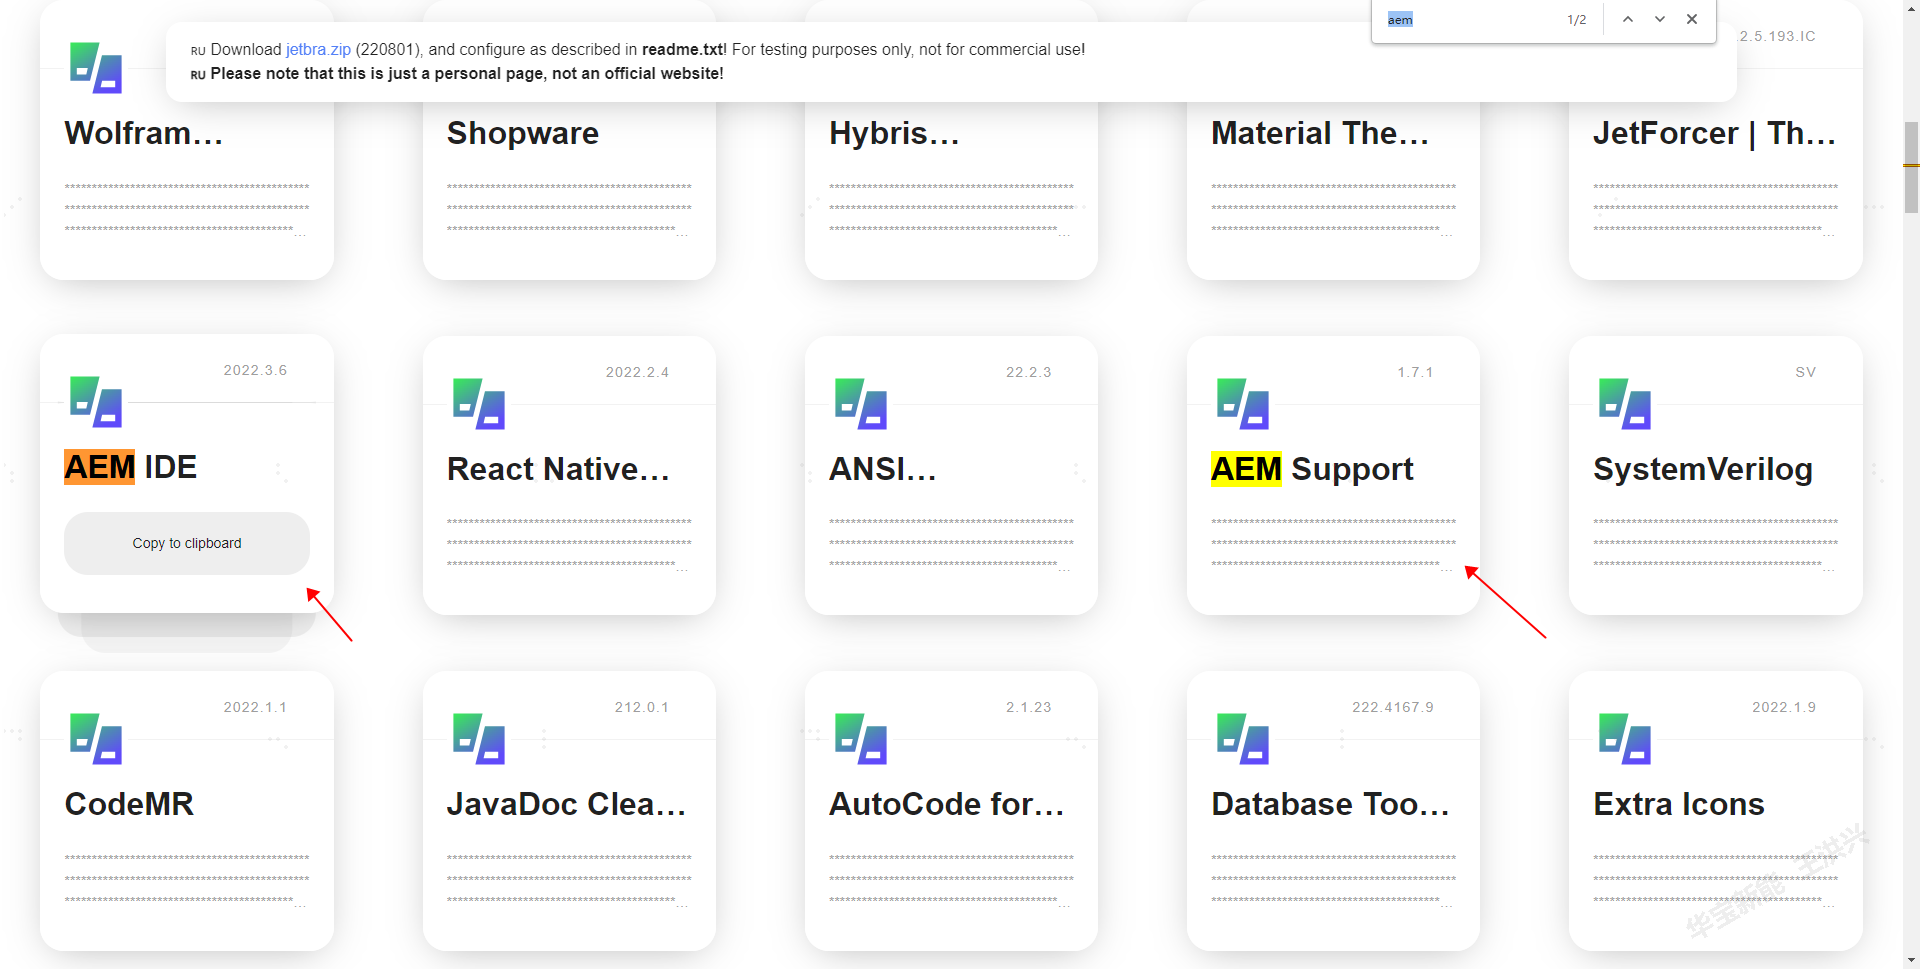 aem 1/2
.2.5.193.IC
RU Download jetbra.zip (220801), and configure as described in readme.txt! For testing purposes only, not for commercial use!
RU Please note that this is just a personal page, not an official website!
Wolfram…
Shopware
Hybris…
Material The…
JetForcer | Th…
*********************************************
*********************************************
******************************************…
*********************************************
*********************************************
******************************************…
*********************************************
*********************************************
******************************************…
*********************************************
*********************************************
******************************************…
*********************************************
*********************************************
******************************************…
2022.3.6
AEM IDE
Copy to clipboard
2022.2.4
React Native…
*********************************************
*********************************************
******************************************…
22.2.3
ANSI…
*********************************************
*********************************************
******************************************…
1.7.1
AEM Support
*********************************************
*********************************************
******************************************…
SV
SystemVerilog
*********************************************
*********************************************
******************************************…
2022.1.1
CodeMR
*********************************************
*********************************************
******************************************…
212.0.1
JavaDoc Clea…
*********************************************
*********************************************
******************************************…
2.1.23
AutoCode for…
*********************************************
*********************************************
******************************************…
222.4167.9
Database Too…
*********************************************
*********************************************
******************************************…
2022.1.9
Extra Icons
*********************************************
*********************************************
******************************************…
华宝新能 王洪兴